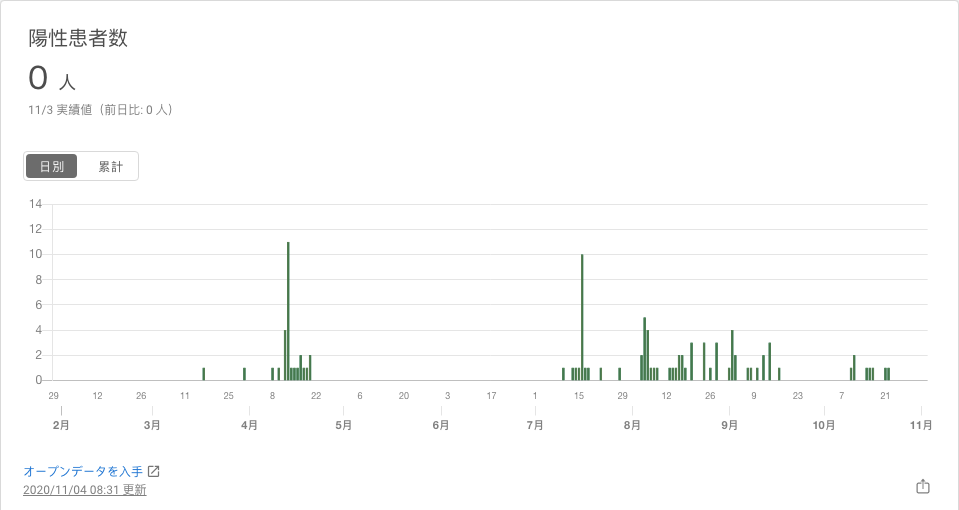 陽性患者数
0 人
11/3 実績値（前日比: 0 人）
日別 累計
14
12
10
8
6
4
2
0
29 12 26 11 25 8 22 6 20 3 17 1 15 29 12 26 9 23 7 21
2月 3月 4月 5月 6月 7月 8月 9月 10月 11月
オープンデータを入手
2020/11/04 08:31 更新